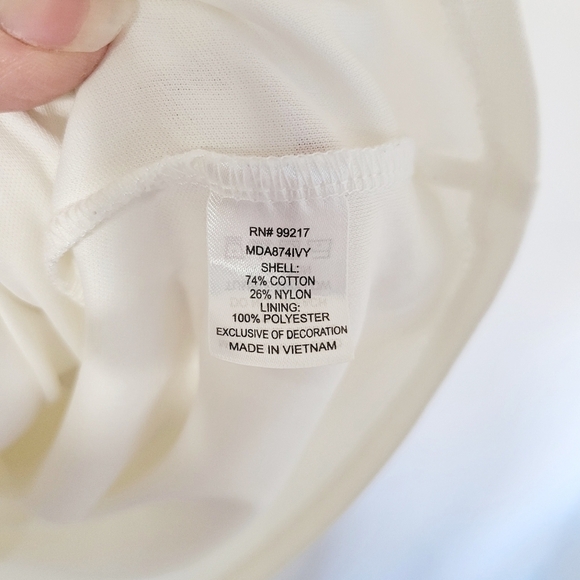 RN# 99217
MDA874IVY
SHELL:
74% COTTON
26% NYLON
LINING:
100% POLYESTER
EXCLUSIVE OF DECORATION
MADE IN VIETNAM